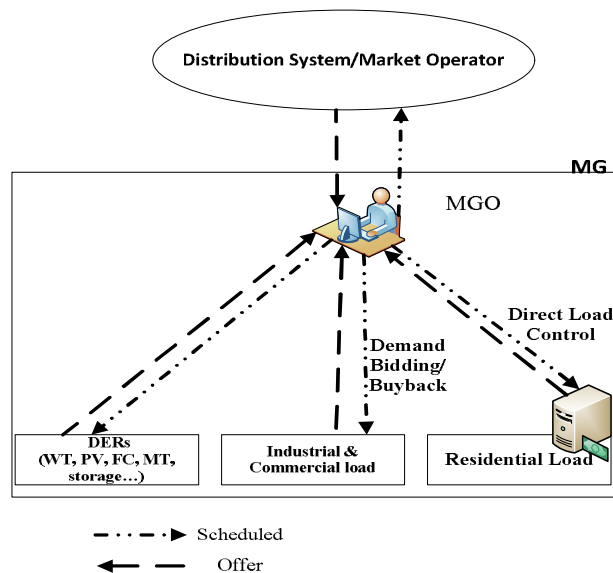 Distribution System/Market Operator
MG
MGO
Direct Load
Control
Demand
Bidding/
Buyback
DERs
(WT, PV, FC, MT,
storage…)
Industrial &
Commercial load
Residential Load
Scheduled
Offer